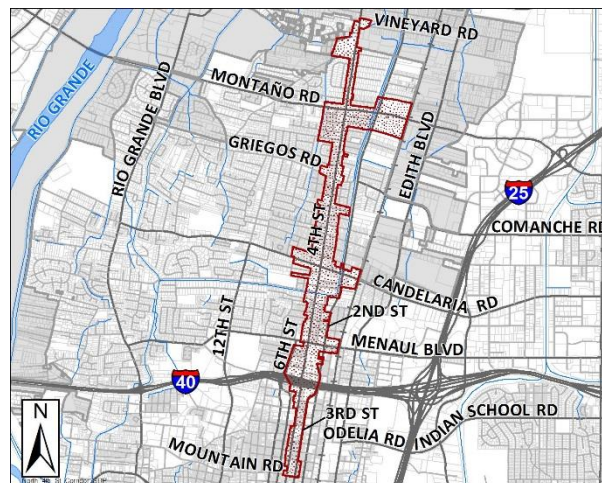 VINEYARD RD
RIO GRANDE
RIO GRANDE BLVD
MONTAÑO RD
GRIEGOS RD
EDITH BLVD
25
COMANCHE RD
4TH ST
CANDELARIA RD
12TH ST
6TH ST
2ND ST
MENAUL BLVD
40
3RD ST
ODELIA RD
INDIAN SCHOOL RD
MOUNTAIN RD
N